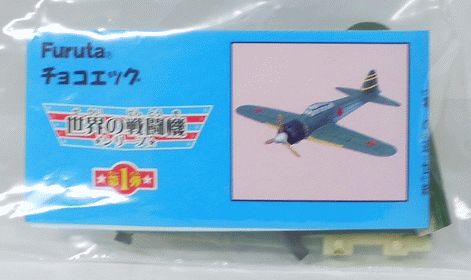 Furuta®
チョコエッグ
世界の戦闘機
シリーズ
第1弾